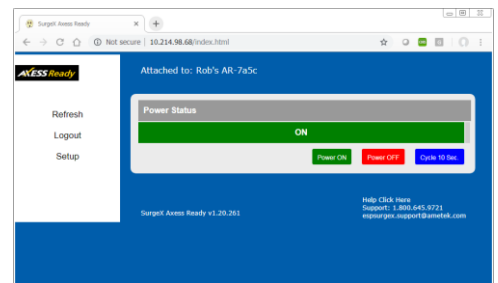 SurgeX Axess Ready
Not secure | 10.214.98.68/index.html
AXESS Ready
Attached to: Rob's AR-7a5c
Refresh
Logout
Setup
Power Status
ON
Power ON
Power OFF
Cycle 10 Sec.
SurgeX Axess Ready v1.20.261
Help Click Here
Support: 1.800.645.9721
espsurgex.support@ametek.com